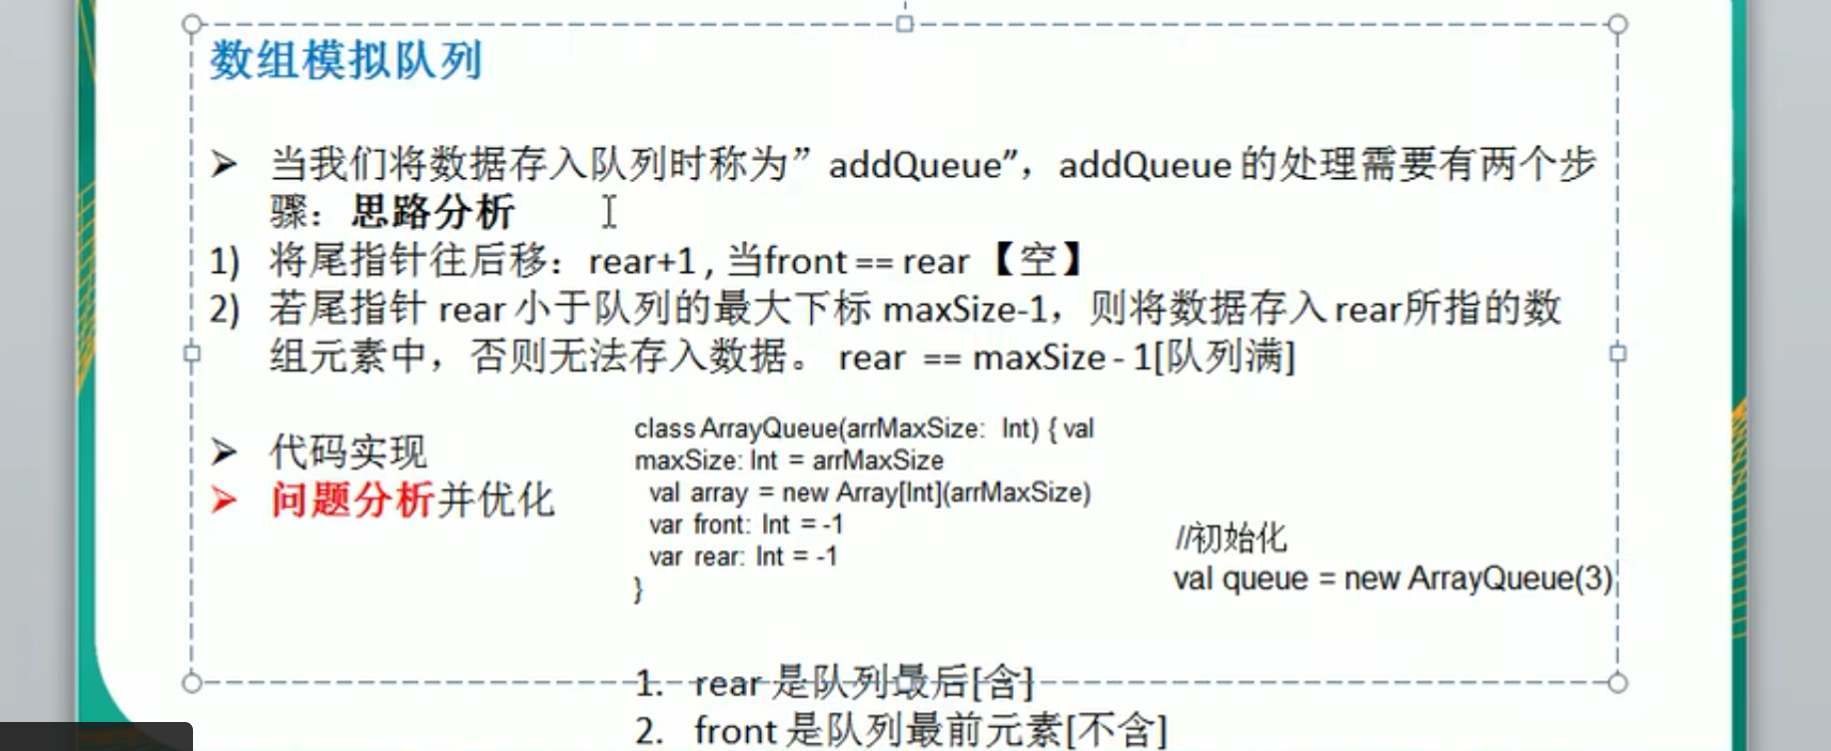 数组模拟队列
➢ 当我们将数据存入队列时称为”addQueue”，addQueue 的处理需要有两个步
骤：思路分析
1) 将尾指针往后移：rear+1 , 当front == rear 【空】
2) 若尾指针 rear 小于队列的最大下标 maxSize-1，则将数据存入 rear所指的数
组元素中，否则无法存入数据。 rear == maxSize - 1[队列满]
➢ 代码实现
➢ 问题分析并优化
class ArrayQueue(arrMaxSize: Int) { val
maxSize: Int = arrMaxSize
val array = new Array[Int](arrMaxSize)
var front: Int = -1
var rear: Int = -1
}
//初始化
val queue = new ArrayQueue(3)
1. rear 是队列最后[含]
2. front 是队列最前元素[不含]